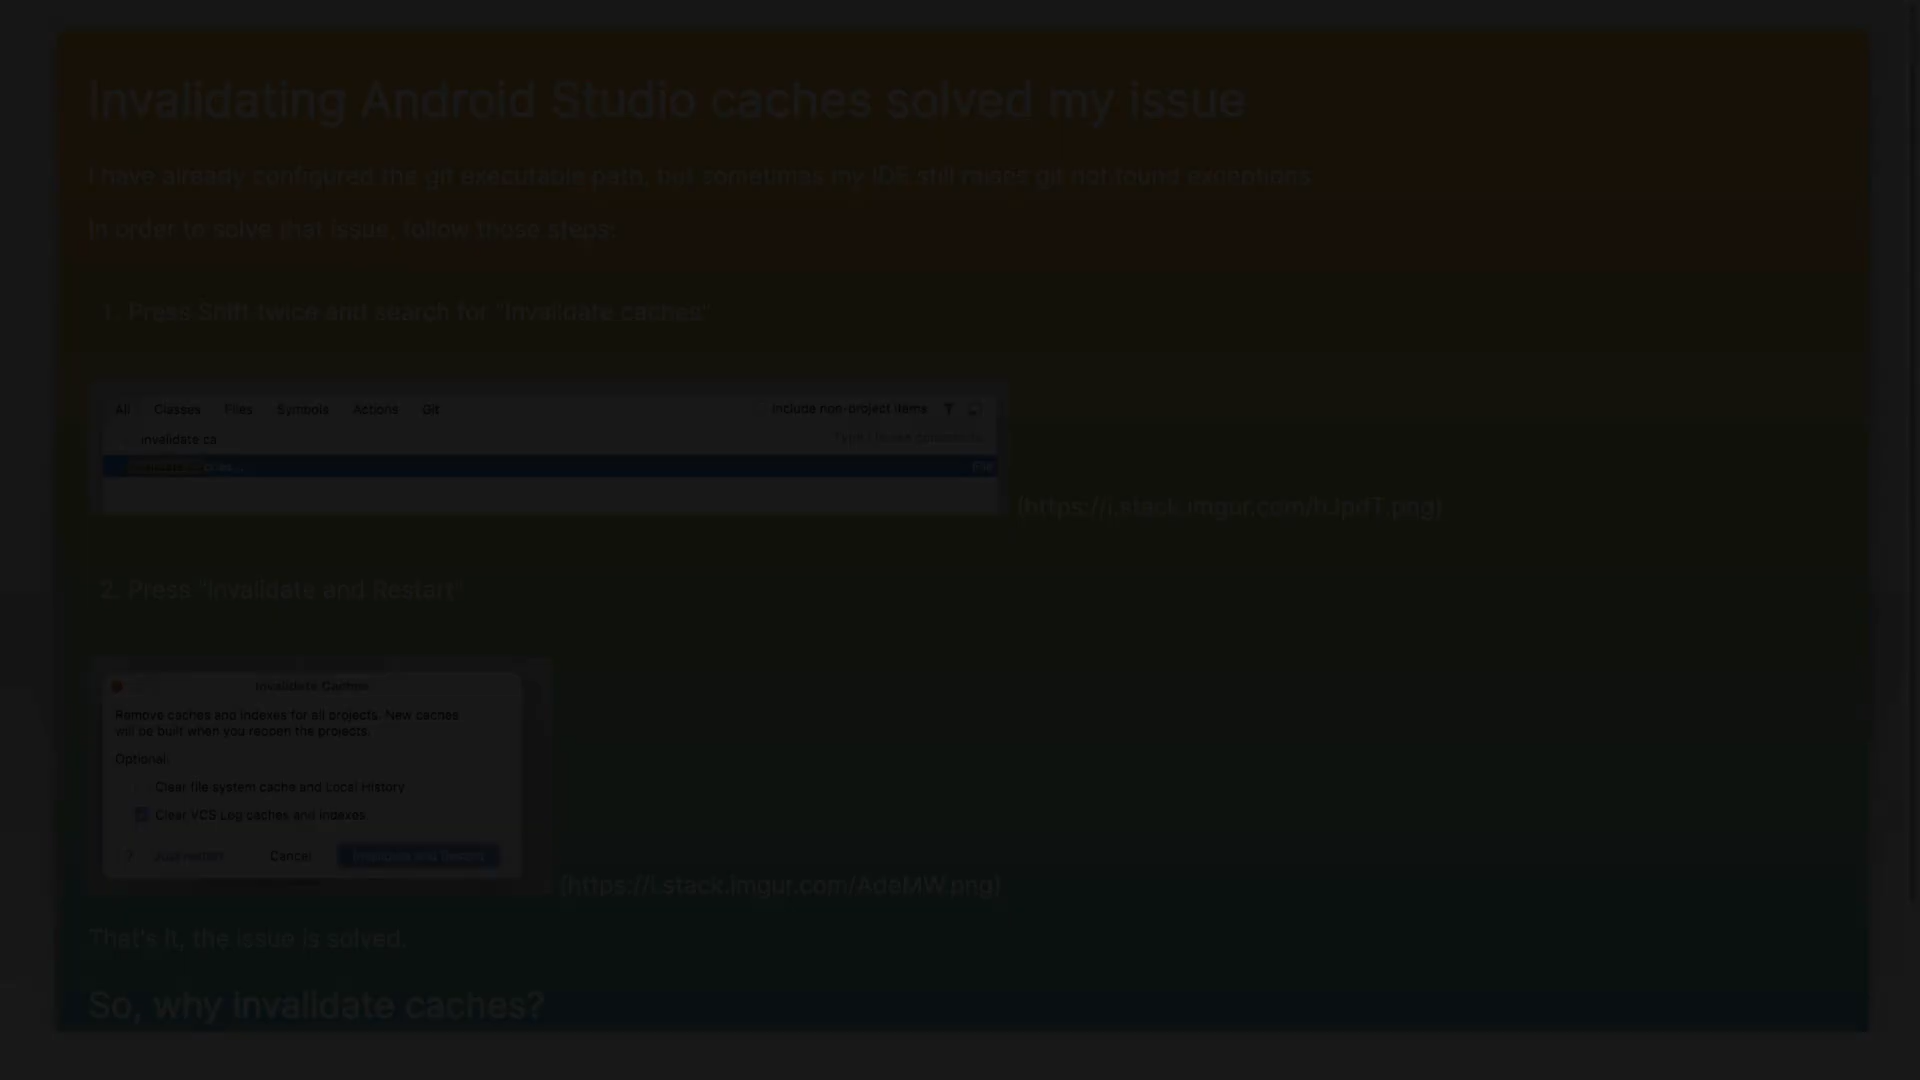 Invalidating Android Studio caches solved my issue
I have already configured the git executable path, but sometimes my IDE still raises git not found exceptions.
In order to solve that issue, follow those steps:
1. Press Shift twice and search for "Invalidate caches"
All Classes Files Symbols Actions Git Include non-project items
invalidate ca
File
(https://i.stack.imgur.com/
2. Press "Invalidate and Restart"
Invalidate Caches
Remove caches and indexes for all projects. New caches
will be built when you reopen the projects.
Optional:
Clear file system cache and Local History
Clear VCS Log caches and indexes
Just restart Cancel Invalidate and Restart
(https://i.stack.imgur.com/AdeMW.png)
That's it, the issue is solved.
So, why invalidate caches?